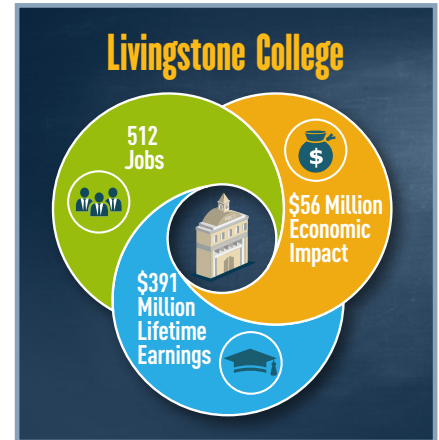 Livingstone College
512
Jobs
$
$56 Million
Economic
Impact
$391
Million
Lifetime
Earnings